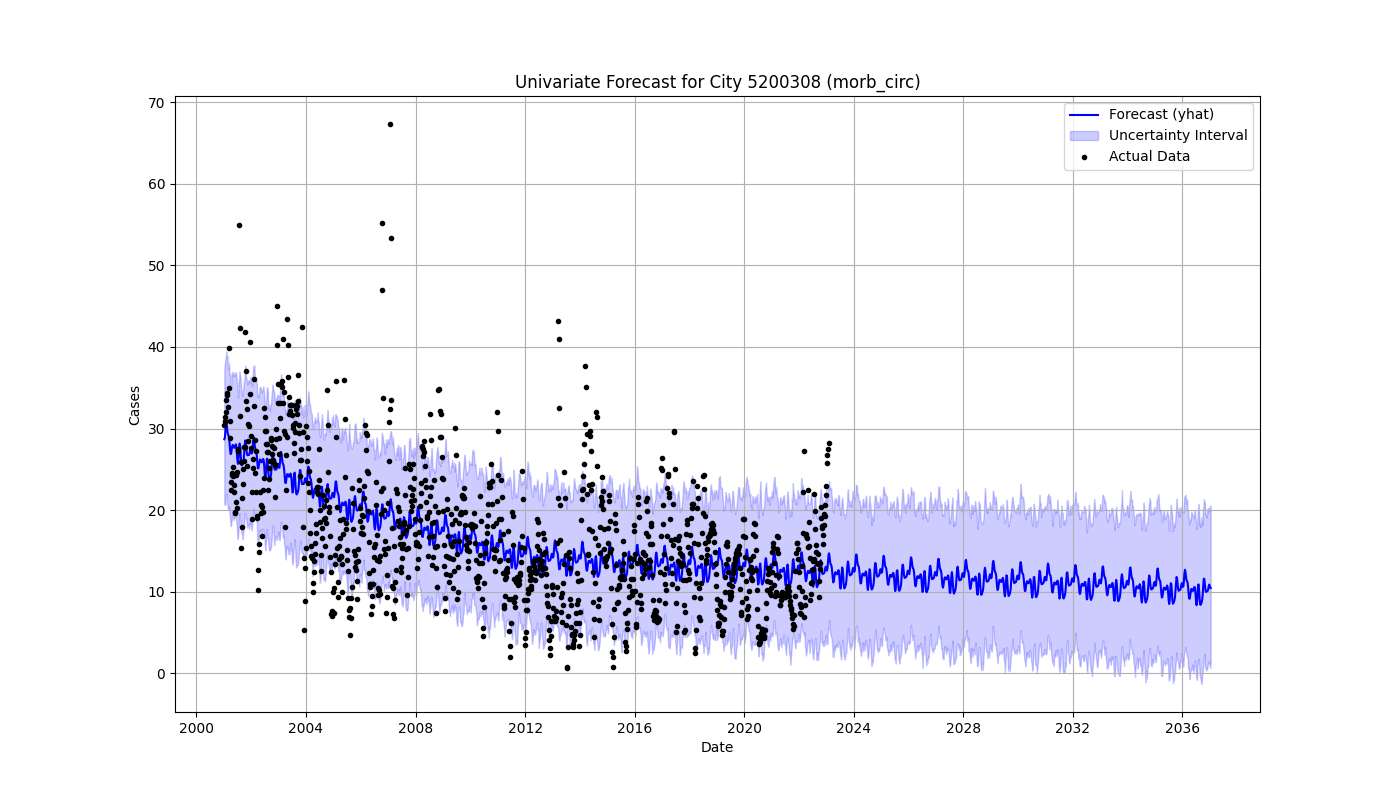 Univariate Forecast for City 5200308 (morb_circ)
Forecast (yhat)
Uncertainty Interval
Actual Data
Cases
70
60
50
40
30
20
10
0
2000 2004 2008 2012 2016 2020 2024 2028 2032 2036
Date